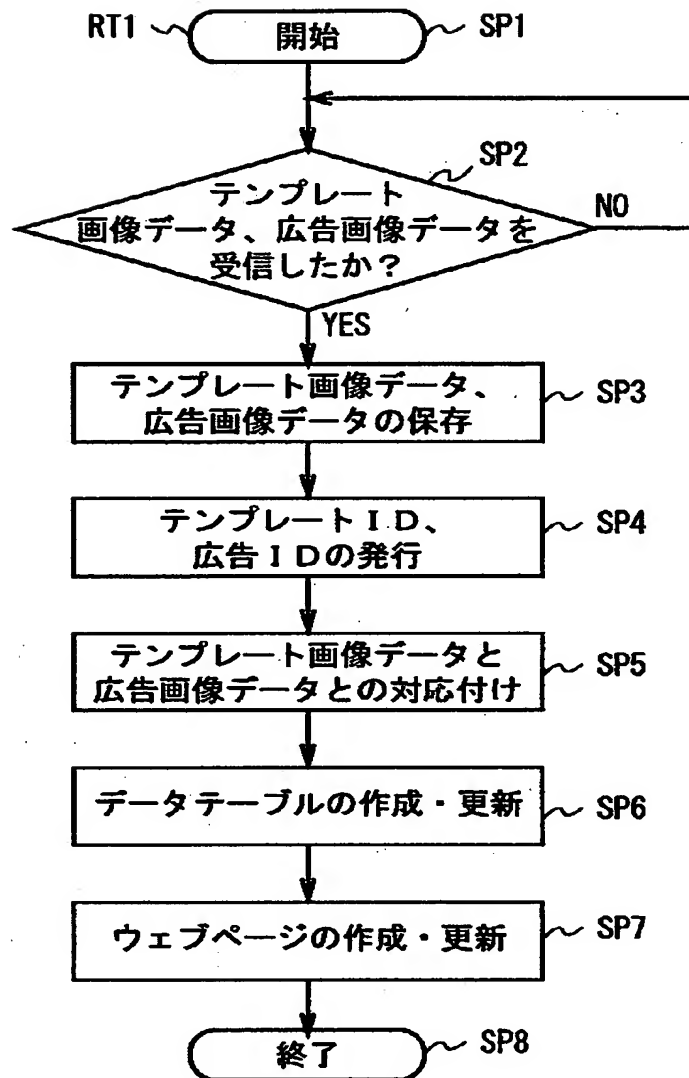 RT1
開始
SP1
SP2
テンプレート
画像データ、広告画像データを
受信したか？
NO
YES
テンプレート画像データ、
広告画像データの保存
SP3
テンプレートＩＤ、
広告ＩＤの発行
SP4
テンプレート画像データと
広告画像データとの対応付け
SP5
データテーブルの作成・更新
SP6
ウェブページの作成・更新
SP7
終了
SP8